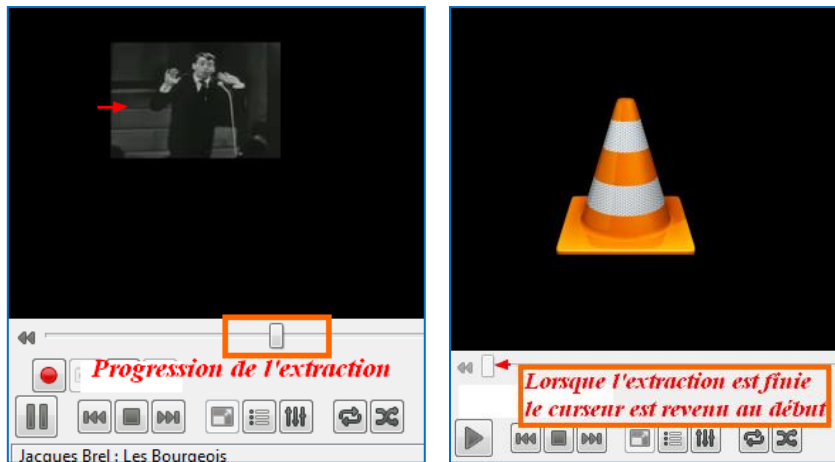 Progression de l'extraction
Jacques Brel : Les Bourgeois
Lorsque l'extraction est finie
le curseur est revenu au début